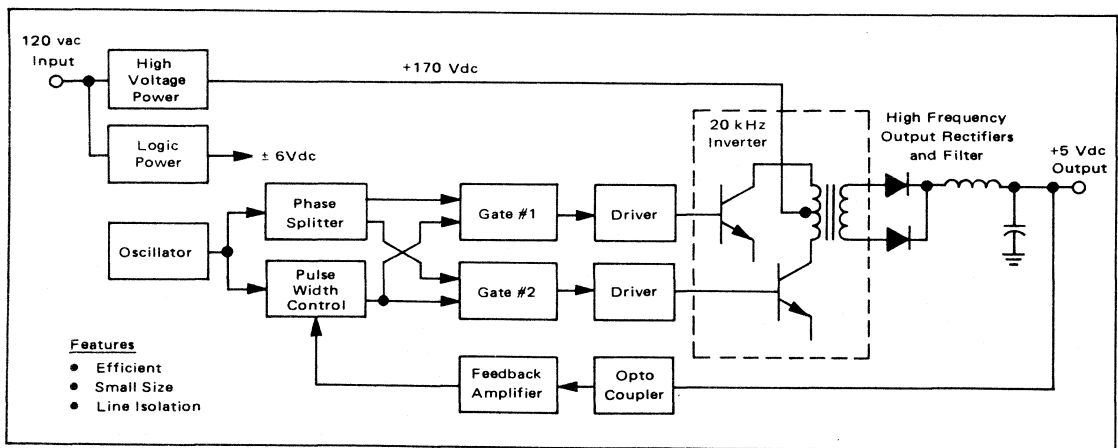 120 vac
Input
High
Voltage
Power
+170 Vdc
Logic
Power
± 6Vdc
20 kHz
Inverter
High Frequency
Output Rectifiers
and Filter
+5 Vdc
Output
Oscillator
Phase
Splitter
Pulse
Width
Control
Gate #1
Driver
Gate #2
Driver
Features
● Efficient
● Small Size
● Line Isolation
Feedback
Amplifier
Opto
Coupler